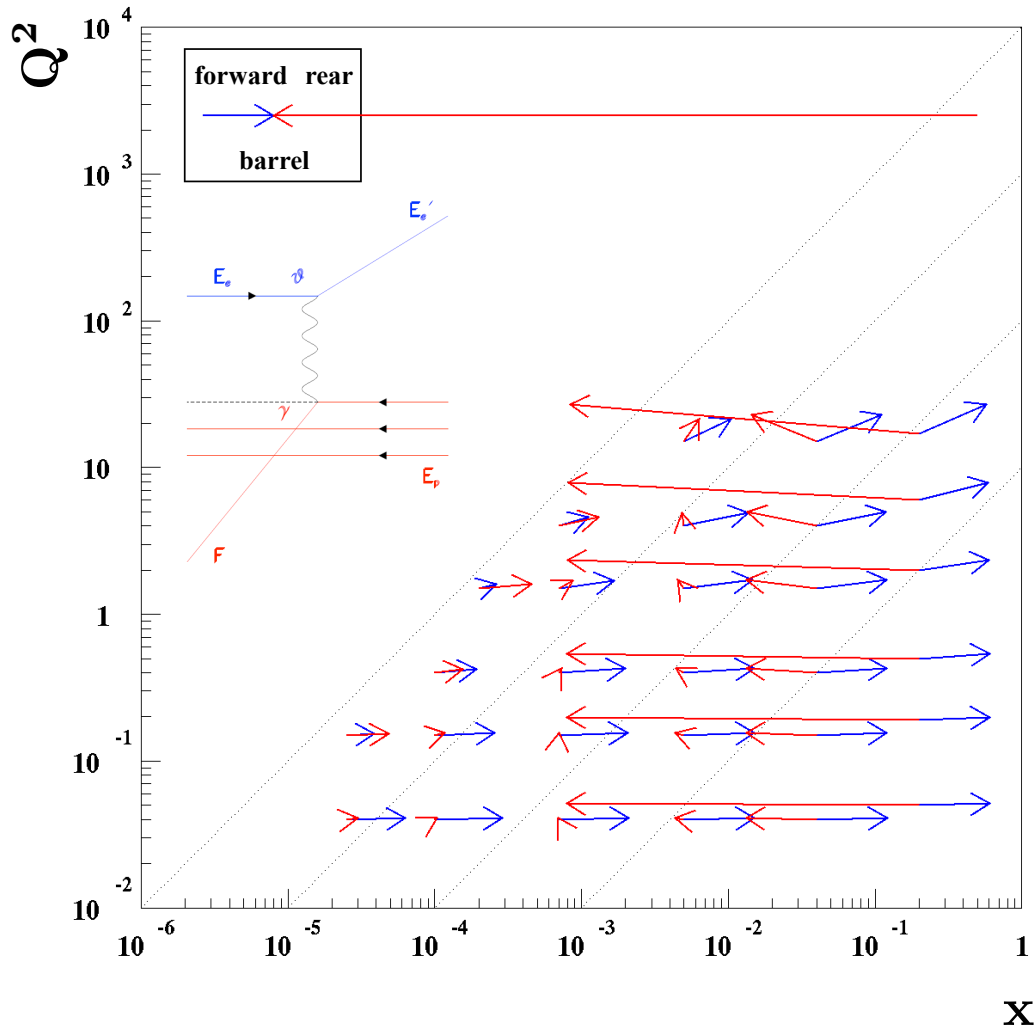 Q²
10⁴
10³
10²
10
1
10⁻¹
10⁻²
forward rear
barrel
Eₑ′
Eₑ
ϑ
γ
Eₚ
F
10⁻⁶
10⁻⁵
10⁻⁴
10⁻³
10⁻²
10⁻¹
1
x